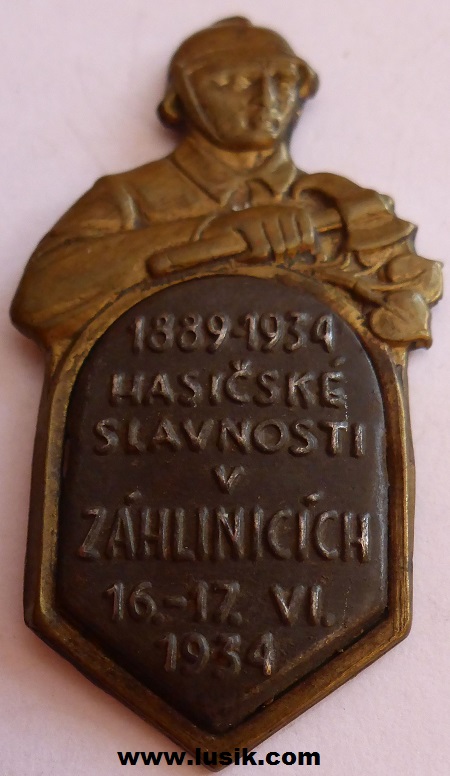 1889-1934
HASIČSKÉ
SLAVNOSTI
V
ZÁHLINICÍCH
16.-17. VI.
1934
www.lusik.com